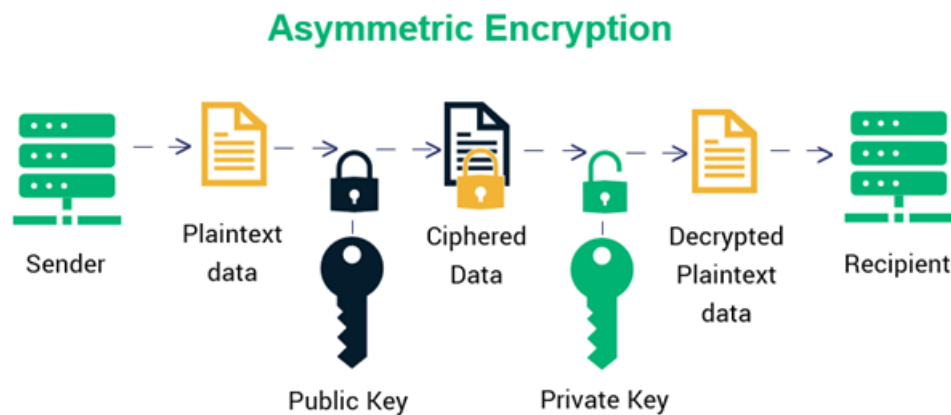 Asymmetric Encryption
Sender
Plaintext
data
Public Key
Ciphered
Data
Private Key
Decrypted
Plaintext
data
Recipient